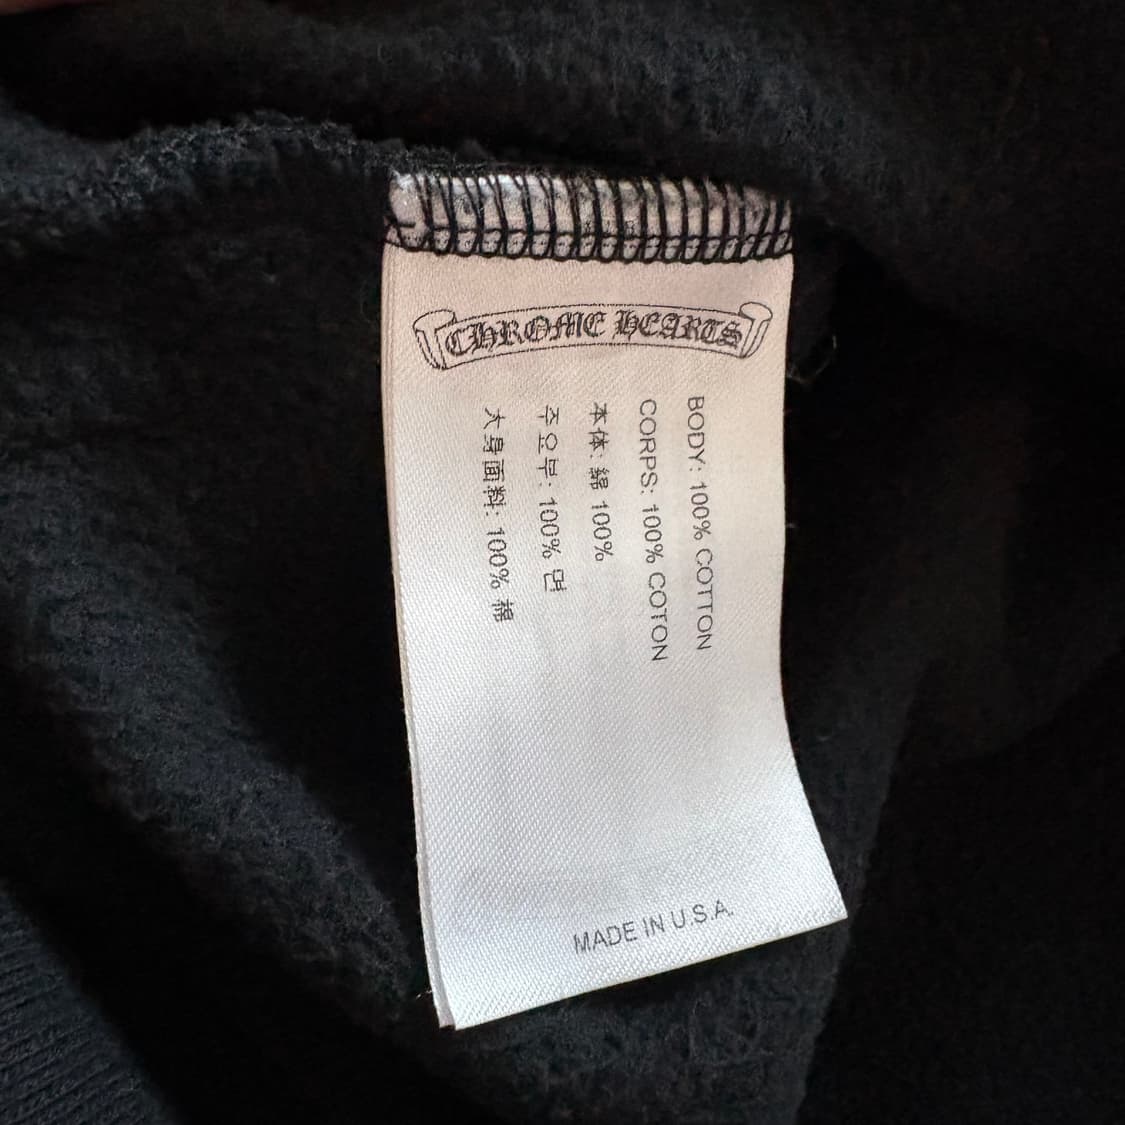 CHROME HEARTS
BODY: 100% COTTON
CORPS: 100% COTON
本体: 綿 100%
주요부: 100% 면
大身面料: 100% 棉
MADE IN U.S.A.